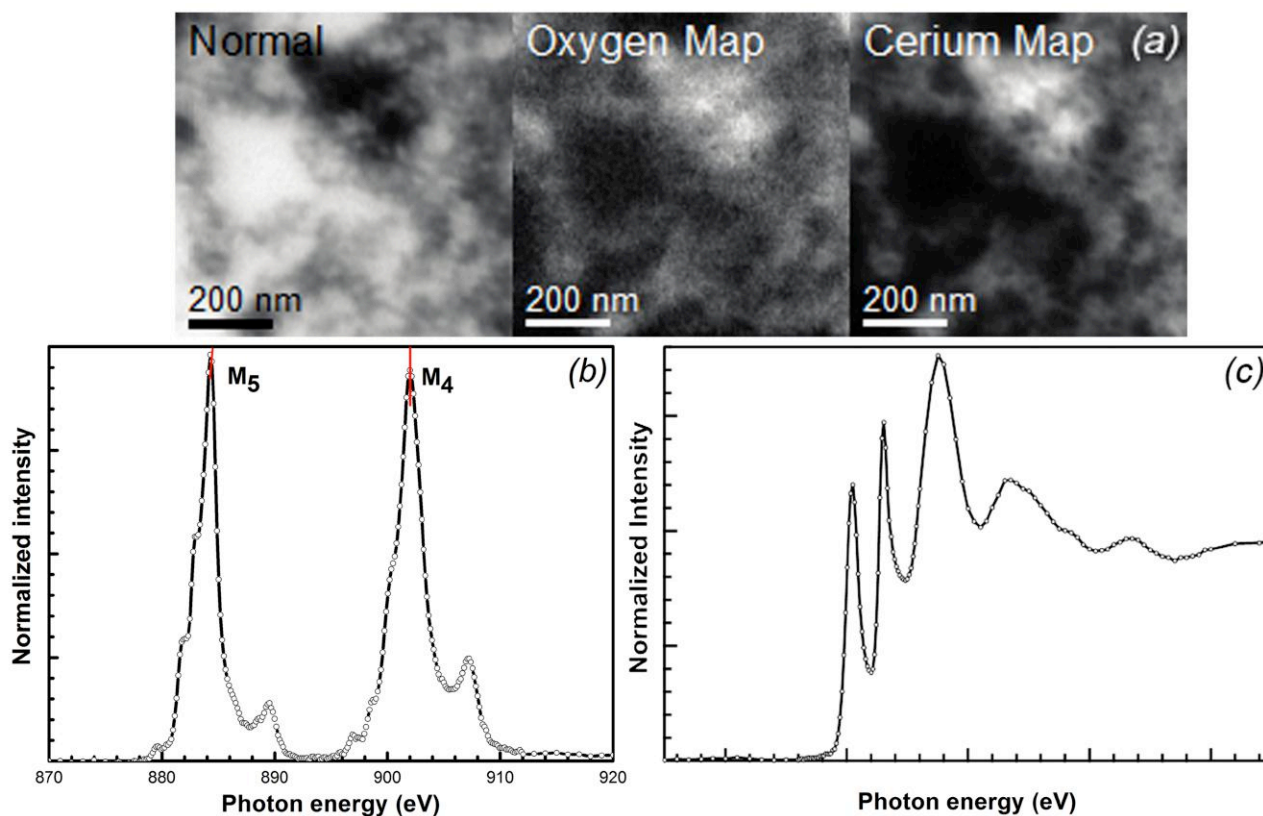 Normal
Oxygen Map
Cerium Map
(a)
200 nm
200 nm
200 nm
(b)
M5
M4
Normalized intensity
870
880
890
900
910
920
Photon energy (eV)
(c)
Normalized Intensity
Photon energy (eV)